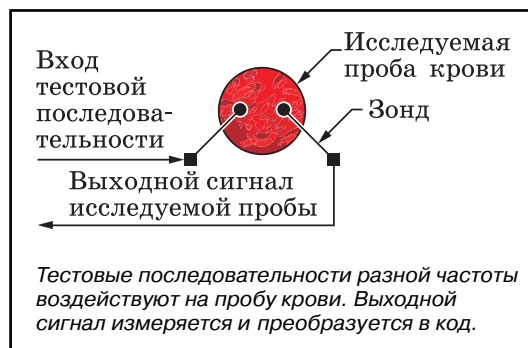 Вход
тестовой
последова-
тельности
Исследуемая
проба крови
Зонд
Выходной сигнал
исследуемой пробы
Тестовые последовательности разной частоты
воздействуют на пробу крови. Выходной
сигнал измеряется и преобразуется в код.